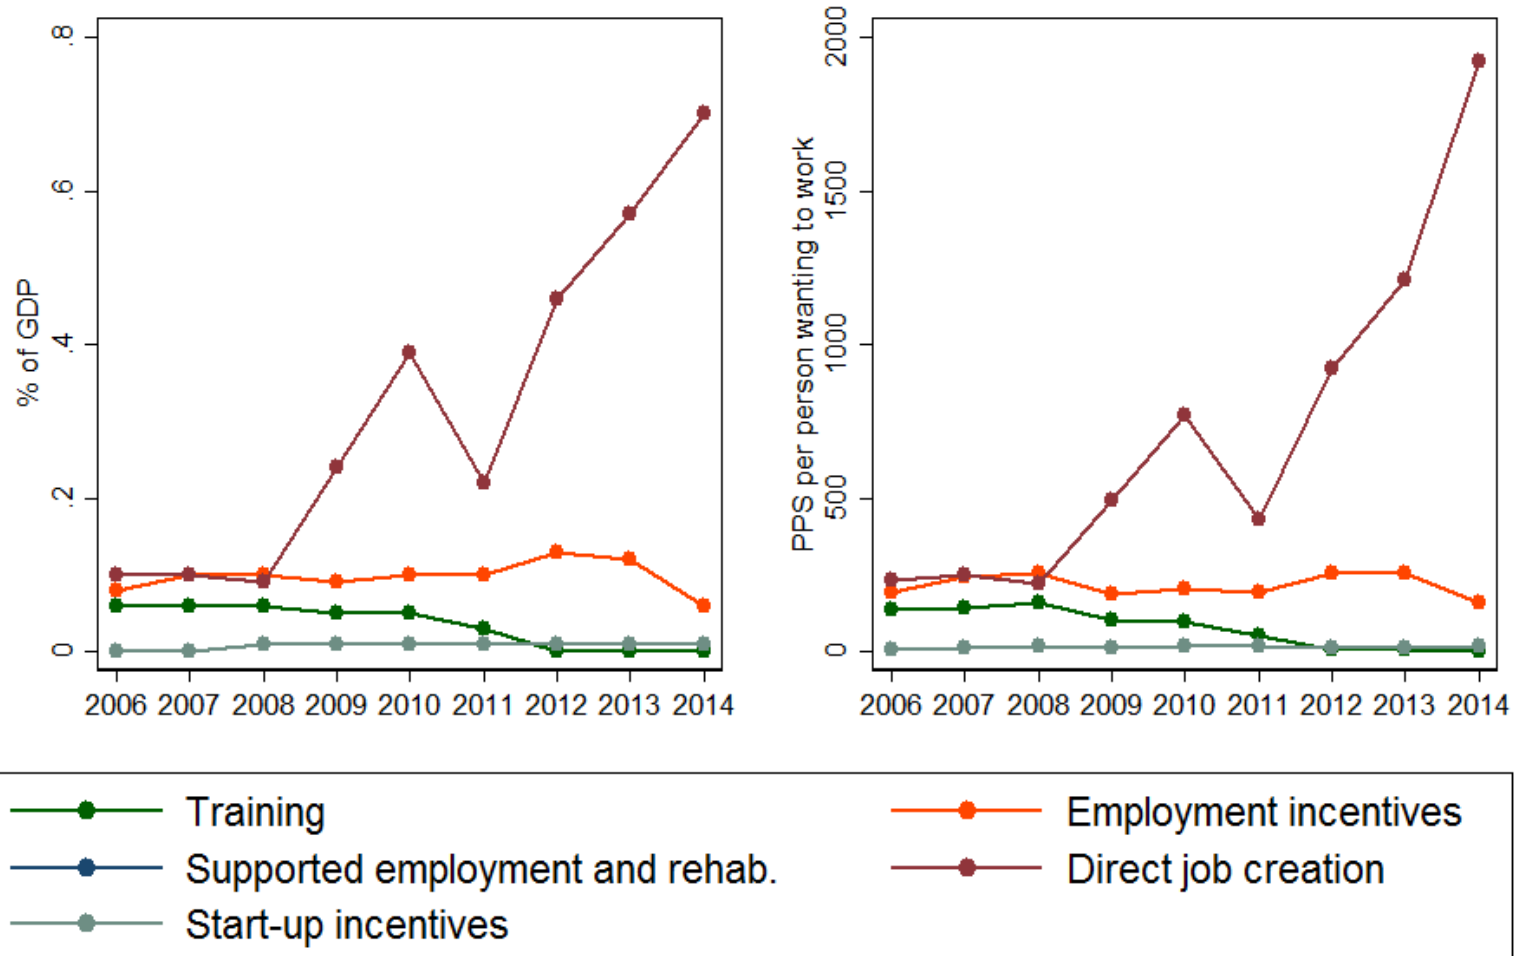 % of GDP
.8
.6
.4
.2
0
2006 2007 2008 2009 2010 2011 2012 2013 2014
PPS per person wanting to work
2000
1500
1000
500
0
2006 2007 2008 2009 2010 2011 2012 2013 2014
Training
Employment incentives
Supported employment and rehab.
Direct job creation
Start-up incentives